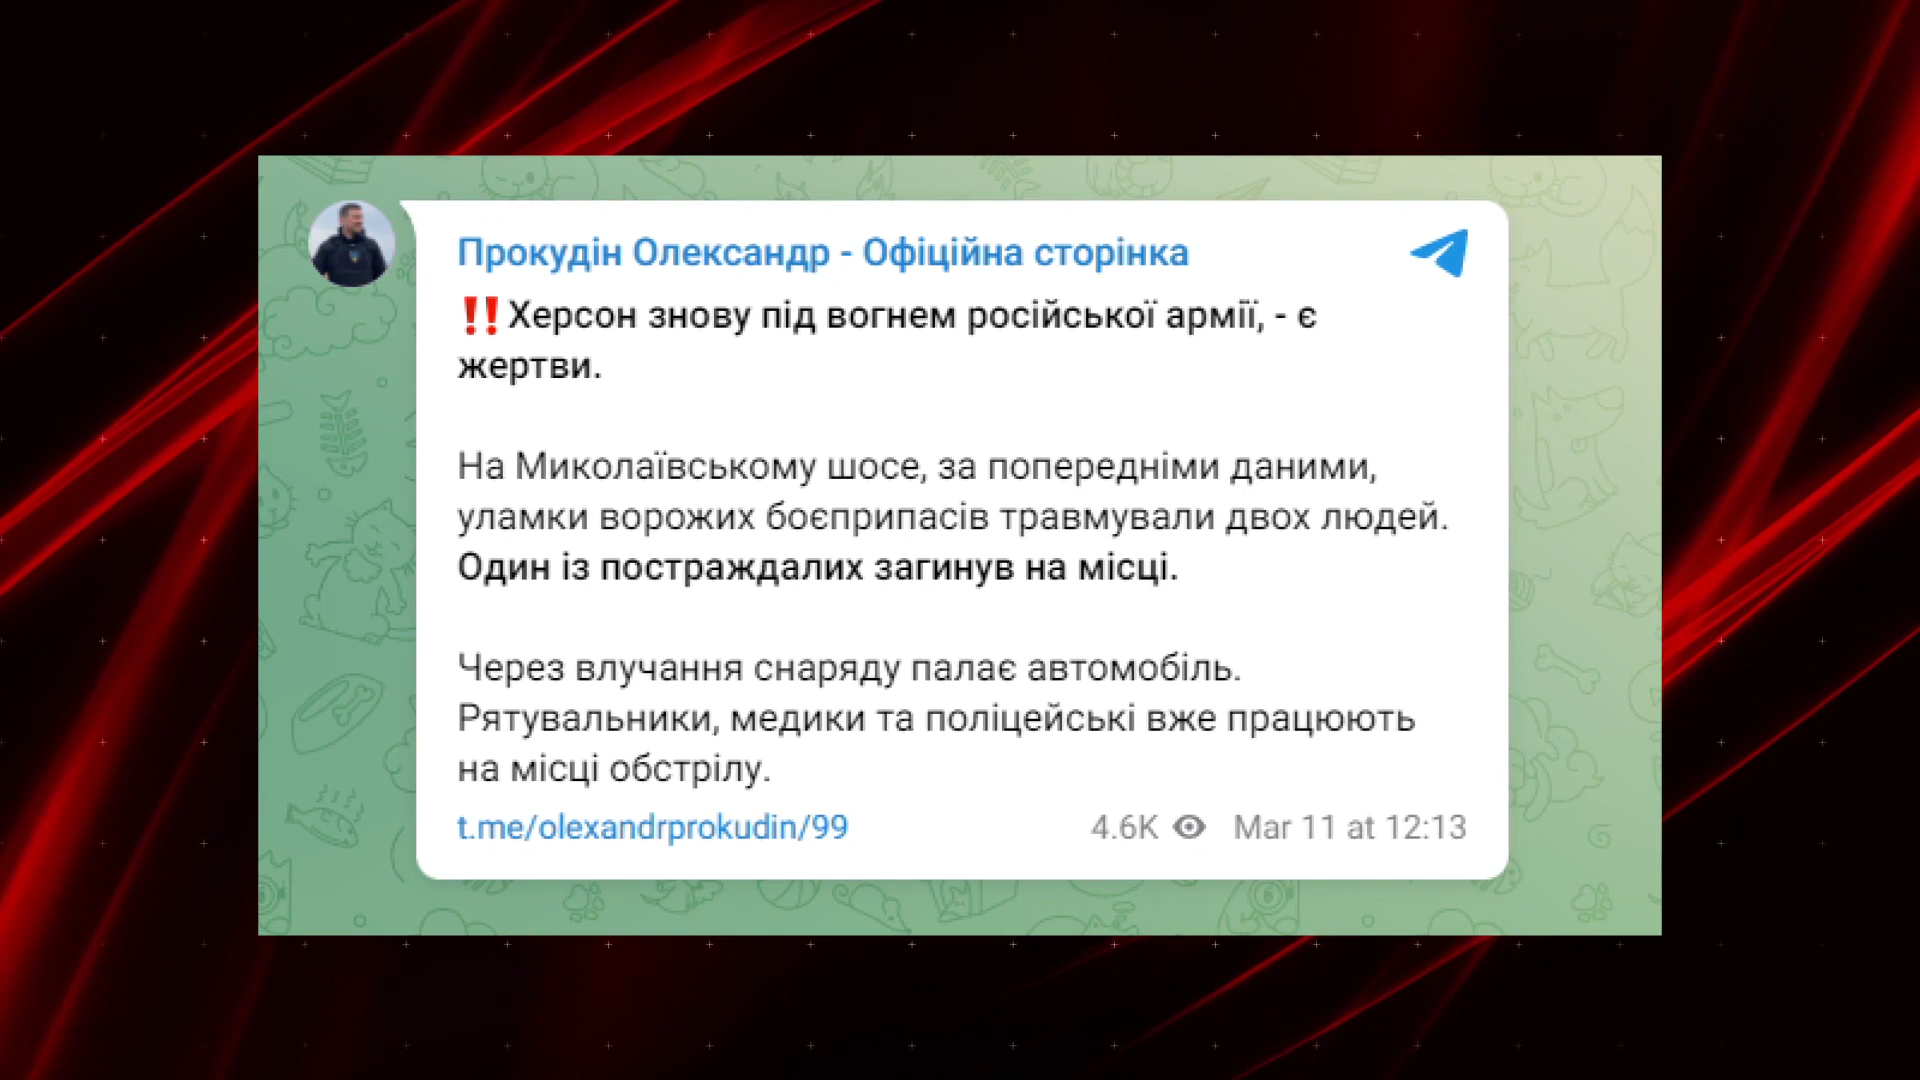 Прокудін Олександр - Офіційна сторінка
‼️Херсон знову під вогнем російської армії, - є
жертви.
На Миколаївському шосе, за попередніми даними,
уламки ворожих боєприпасів травмували двох людей.
Один із постраждалих загинув на місці.
Через влучання снаряду палає автомобіль.
Рятувальники, медики та поліцейські вже працюють
на місці обстрілу.
t.me/olexandrprokudin/99 4.6K Mar 11 at 12:13